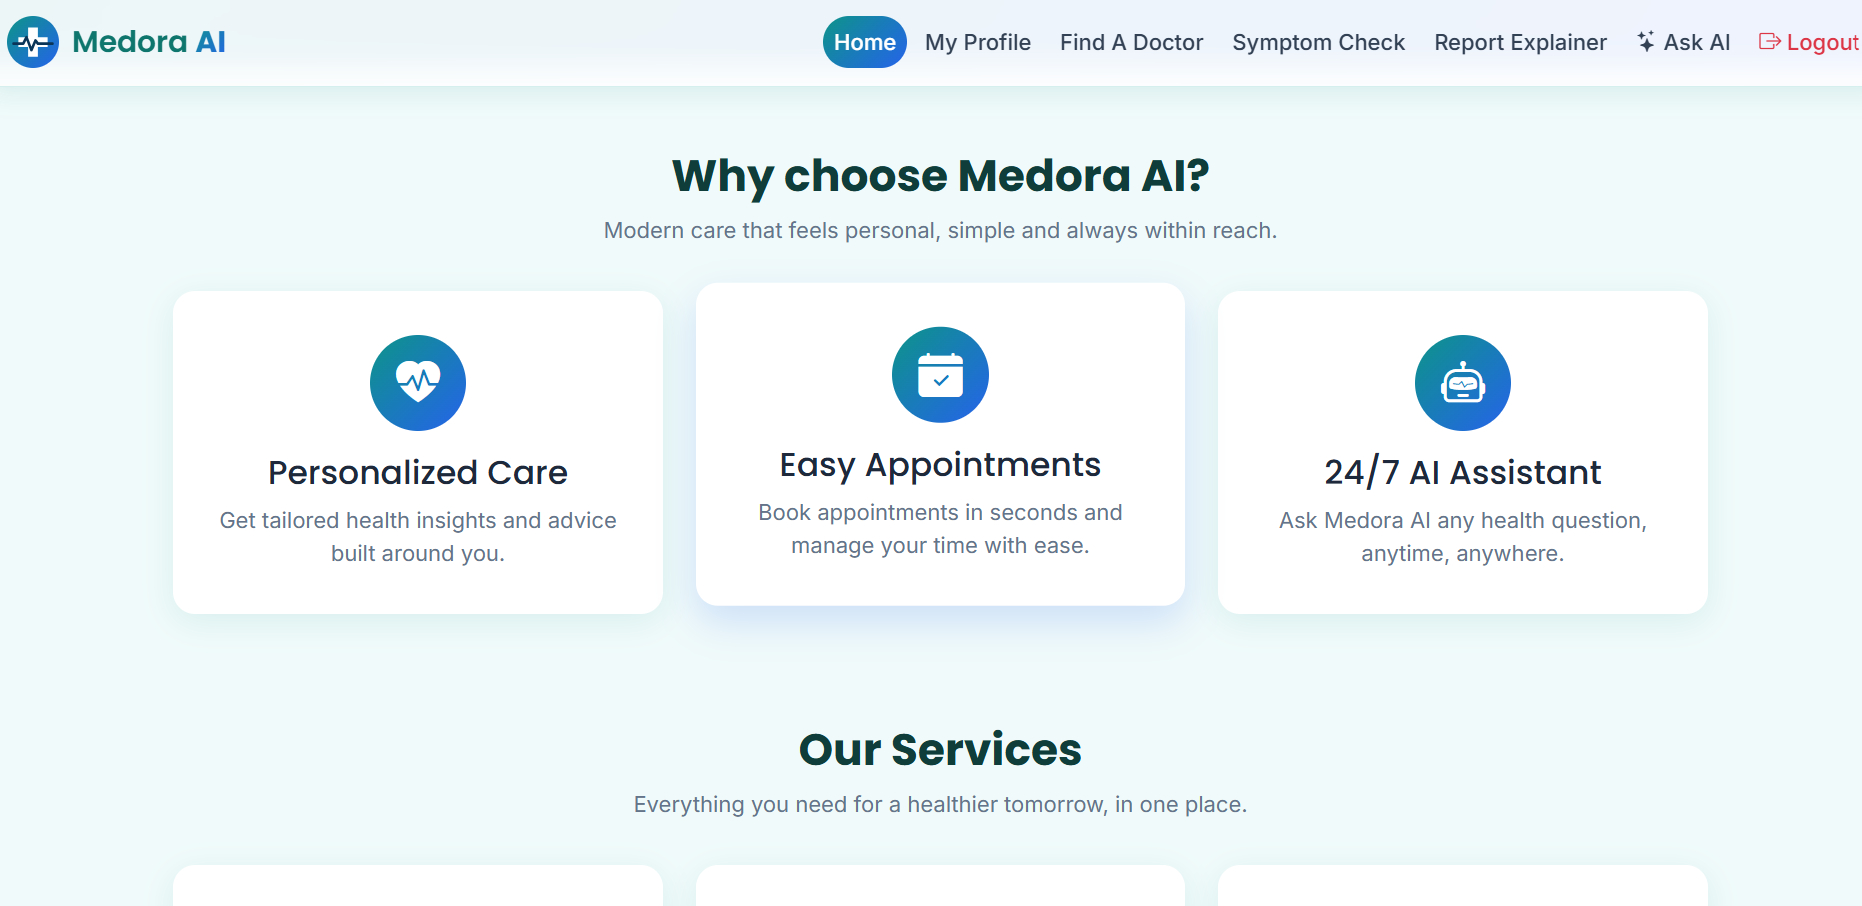 Medora AI
Home
My Profile
Find A Doctor
Symptom Check
Report Explainer
Ask AI
Logout
Why choose Medora AI?
Modern care that feels personal, simple and always within reach.
Personalized Care
Get tailored health insights and advice
built around you.
Easy Appointments
Book appointments in seconds and
manage your time with ease.
24/7 AI Assistant
Ask Medora AI any health question,
anytime, anywhere.
Our Services
Everything you need for a healthier tomorrow, in one place.